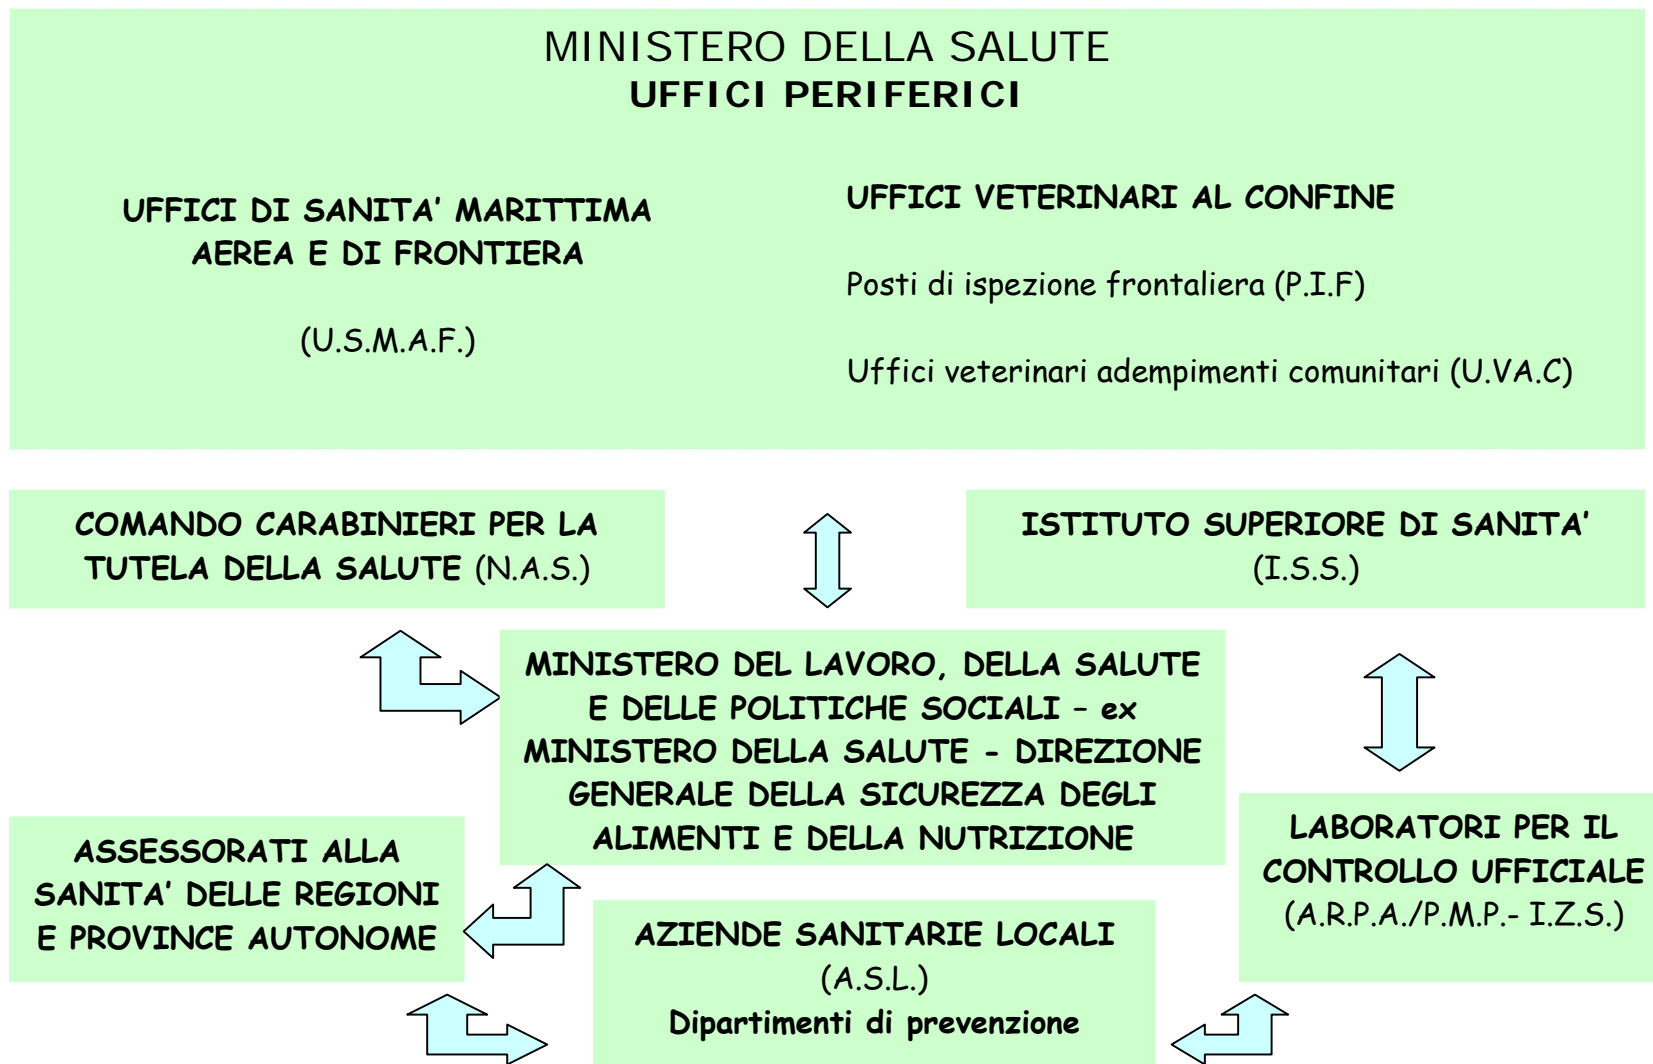 MINISTERO DELLA SALUTE
UFFICI PERIFERICI
UFFICI DI SANITA' MARITTIMA
AEREA E DI FRONTIERA
(U.S.M.A.F.)
UFFICI VETERINARI AL CONFINE
Posti di ispezione frontaliera (P.I.F)
Uffici veterinari adempimenti comunitari (U.VA.C)
COMANDO CARABINIERI PER LA
TUTELA DELLA SALUTE (N.A.S.)
ISTITUTO SUPERIORE DI SANITA'
(I.S.S.)
MINISTERO DEL LAVORO, DELLA SALUTE
E DELLE POLITICHE SOCIALI – ex
MINISTERO DELLA SALUTE - DIREZIONE
GENERALE DELLA SICUREZZA DEGLI
ALIMENTI E DELLA NUTRIZIONE
ASSESSORATI ALLA
SANITA' DELLE REGIONI
E PROVINCE AUTONOME
LABORATORI PER IL
CONTROLLO UFFICIALE
(A.R.P.A./P.M.P.- I.Z.S.)
AZIENDE SANITARIE LOCALI
(A.S.L.)
Dipartimenti di prevenzione